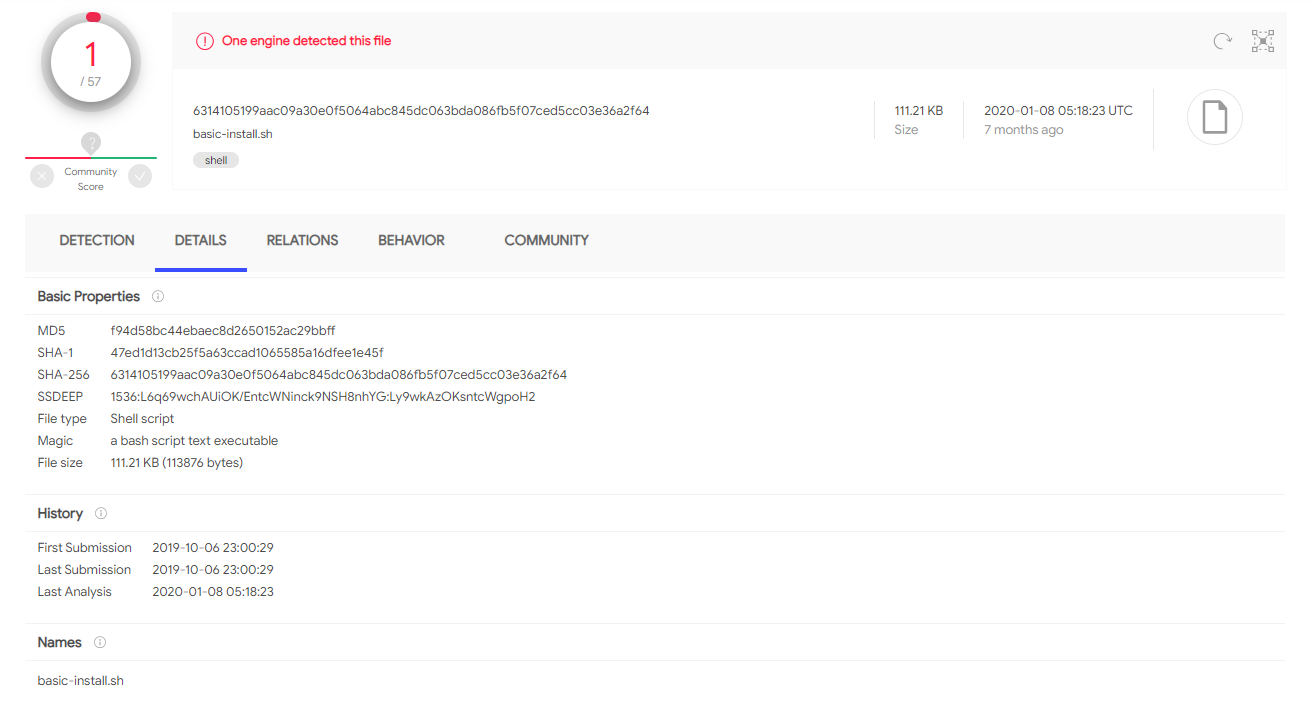 1
/ 57
?
Community
Score
One engine detected this file
6314105199aac09a30e0f5064abc845dc063bda086fb5f07ced5cc03e36a2f64
basic-install.sh
shell
111.21 KB
Size
2020-01-08 05:18:23 UTC
7 months ago
DETECTION DETAILS RELATIONS BEHAVIOR COMMUNITY
Basic Properties
MD5 f94d58bc44ebaec8d2650152ac29bbff
SHA-1 47ed1d13cb25f5a63ccad1065585a16dfee1e45f
SHA-256 6314105199aac09a30e0f5064abc845dc063bda086fb5f07ced5cc03e36a2f64
SSDEEP 1536:L6q69wchAUiOK/EntcWNinck9NSH8nhYG:Ly9wkAzOKsntcWgpoH2
File type Shell script
Magic a bash script text executable
File size 111.21 KB (113876 bytes)
History
First Submission 2019-10-06 23:00:29
Last Submission 2019-10-06 23:00:29
Last Analysis 2020-01-08 05:18:23
Names
basic-install.sh